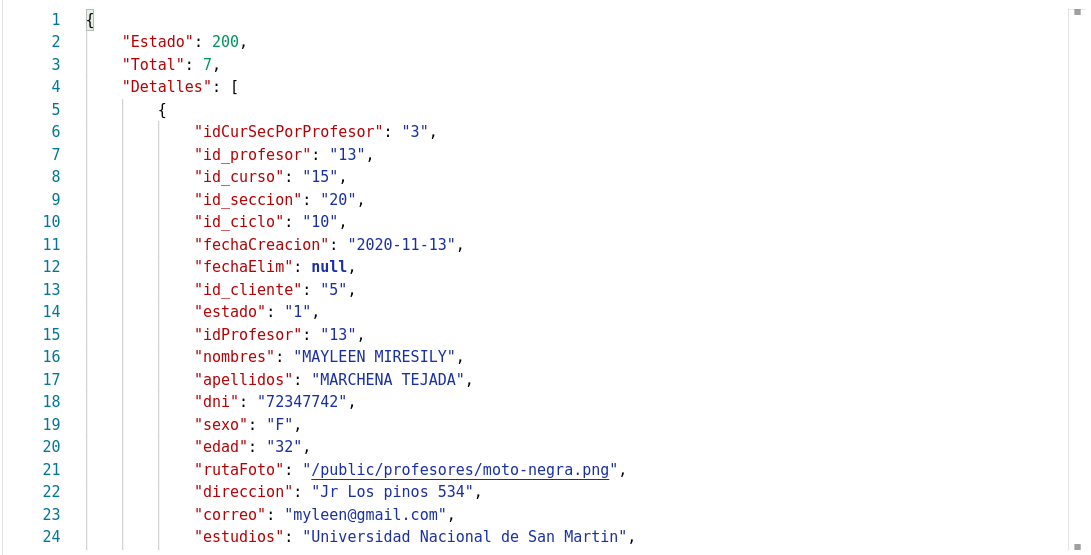 1 {
2     "Estado": 200,
3     "Total": 7,
4     "Detalles": [
5         {
6             "idCurSecPorProfesor": "3",
7             "id_profesor": "13",
8             "id_curso": "15",
9             "id_seccion": "20",
10             "id_ciclo": "10",
11             "fechaCreacion": "2020-11-13",
12             "fechaElim": null,
13             "id_cliente": "5",
14             "estado": "1",
15             "idProfesor": "13",
16             "nombres": "MAYLEEN MIRESILY",
17             "apellidos": "MARCHENA TEJADA",
18             "dni": "72347742",
19             "sexo": "F",
20             "edad": "32",
21             "rutaFoto": "/public/profesores/moto-negra.png",
22             "direccion": "Jr Los pinos 534",
23             "correo": "myleen@gmail.com",
24             "estudios": "Universidad Nacional de San Martin",